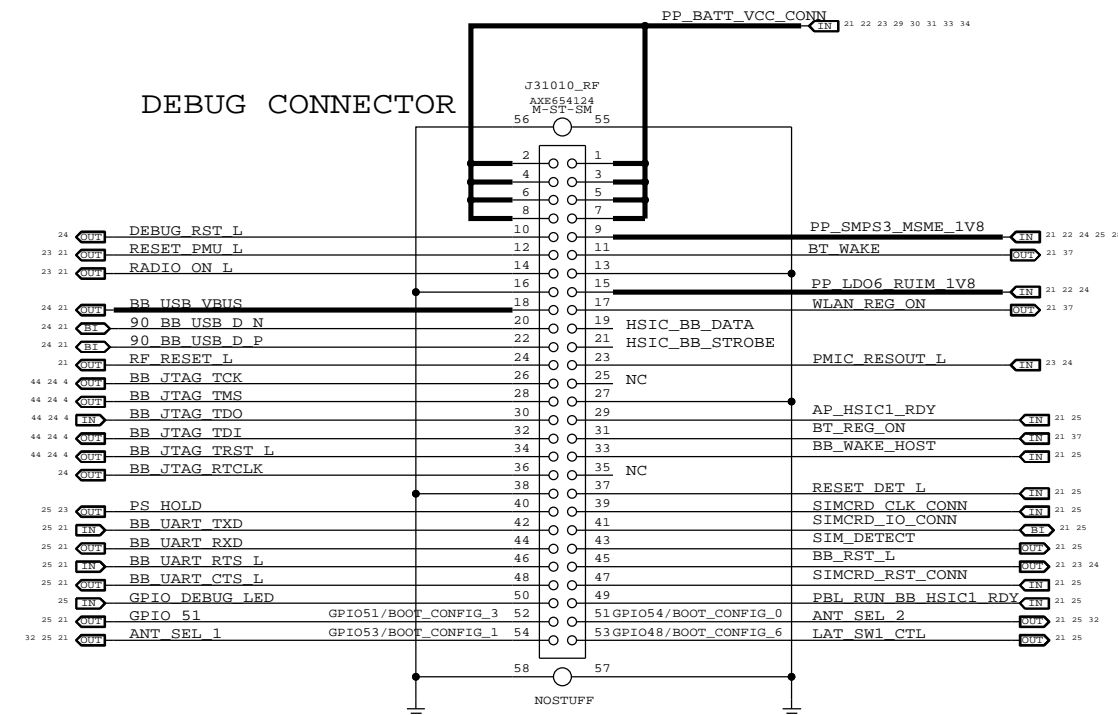 PP_BATT_VCC_CONN IN 21 22 23 29 30 31 33 34
J31010_RF
DEBUG CONNECTOR
AXE654124
M-ST-SM
56 55
2 1
4 3
6 5
8 7
24 OUT DEBUG_RST_L 10 9 PP_SMPS3_MSME_1V8 IN 21 22 24 25
23 21 OUT RESET_PMU_L 12 11 BT_WAKE OUT 21 37
23 21 OUT RADIO_ON_L 14 13
16 15 PP_LDO6_RUIM_1V8 IN 21 22 24
24 21 OUT BB_USB_VBUS 18 17 WLAN_REG_ON OUT 21 37
24 21 BI 90_BB_USB_D_N 20 19 HSIC_BB_DATA
24 21 BI 90_BB_USB_D_P 22 21 HSIC_BB_STROBE
21 OUT RF_RESET_L 24 23 PMIC_RESOUT_L IN 23 24
44 24 4 OUT BB_JTAG_TCK 26 25 NC
44 24 4 OUT BB_JTAG_TMS 28 27
44 24 4 IN BB_JTAG_TDO 30 29 AP_HSIC1_RDY IN 21 25
44 24 4 OUT BB_JTAG_TDI 32 31 BT_REG_ON IN 21 37
44 24 4 OUT BB_JTAG_TRST_L 34 33 BB_WAKE_HOST IN 21 25
24 OUT BB_JTAG_RTCLK 36 35 NC
38 37 RESET_DET_L IN 21 25
25 23 OUT PS_HOLD 40 39 SIMCRD_CLK_CONN IN 21 25
25 21 IN BB_UART_TXD 42 41 SIMCRD_IO_CONN BI 21 25
25 21 OUT BB_UART_RXD 44 43 SIM_DETECT OUT 21 25
25 21 IN BB_UART_RTS_L 46 45 BB_RST_L OUT 21 23 24
25 21 OUT BB_UART_CTS_L 48 47 SIMCRD_RST_CONN IN 21 25
25 IN GPIO_DEBUG_LED 50 49 PBL_RUN_BB_HSIC1_RDY IN 21 25
25 21 OUT GPIO_51 GPIO51/BOOT_CONFIG_3 52 51 GPIO54/BOOT_CONFIG_0 ANT_SEL_2 OUT 21 25 32
32 25 21 OUT ANT_SEL_1 GPIO53/BOOT_CONFIG_1 54 53 GPIO48/BOOT_CONFIG_6 LAT_SW1_CTL OUT 21 25
58 57
NOSTUFF